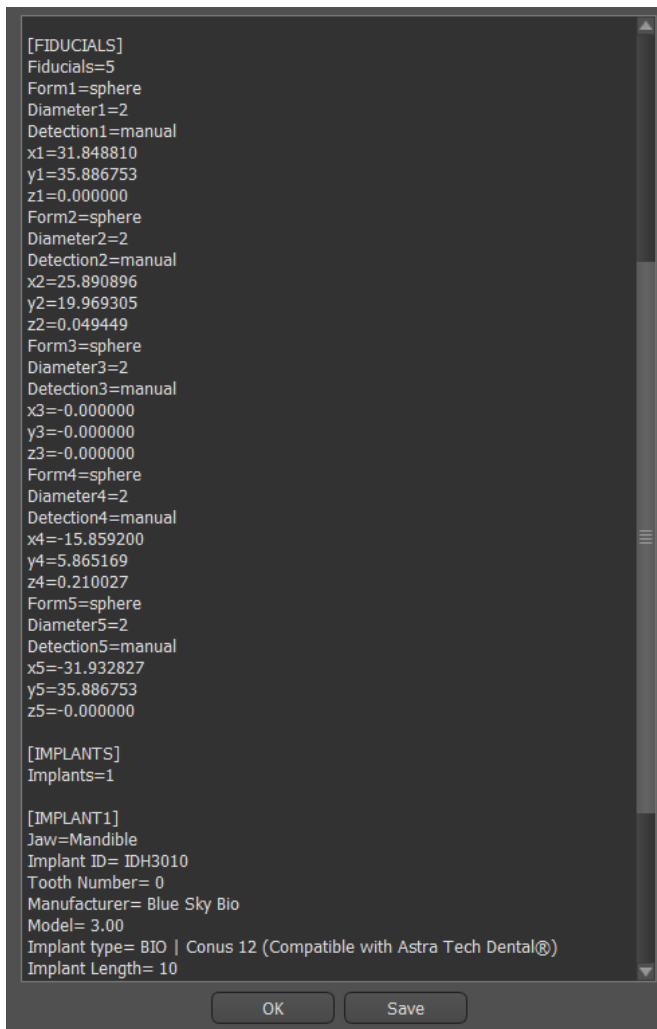 [FIDUCIALS]
Fiducials=5
Form1=sphere
Diameter1=2
Detection1=manual
x1=31.848810
y1=35.886753
z1=0.000000
Form2=sphere
Diameter2=2
Detection2=manual
x2=25.890896
y2=19.969305
z2=0.049449
Form3=sphere
Diameter3=2
Detection3=manual
x3=-0.000000
y3=-0.000000
z3=-0.000000
Form4=sphere
Diameter4=2
Detection4=manual
x4=-15.859200
y4=5.865169
z4=0.210027
Form5=sphere
Diameter5=2
Detection5=manual
x5=-31.932827
y5=35.886753
z5=-0.000000
[IMPLANTS]
Implants=1
[IMPLANT1]
Jaw=Mandible
Implant ID= IDH3010
Tooth Number= 0
Manufacturer= Blue Sky Bio
Model= 3.00
Implant type= BIO | Conus 12 (Compatible with Astra Tech Dental®)
Implant Length= 10
OK Save